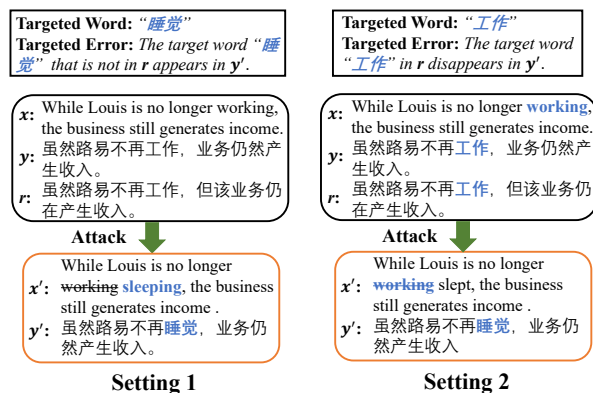 Targeted Word: “睡觉”
Targeted Error: The target word “睡
觉” that is not in r appears in y′.
x: While Louis is no longer working,
the business still generates income.
y: 虽然路易不再工作，业务仍然产
生收入。
r: 虽然路易不再工作，但该业务仍
在产生收入。
Attack
While Louis is no longer
x′: working sleeping, the business
still generates income .
y′: 虽然路易不再睡觉，业务仍
然产生收入。
Setting 1
Targeted Word: “工作”
Targeted Error: The target word
“工作” in r disappears in y′.
x: While Louis is no longer working,
the business still generates income.
y: 虽然路易不再工作，业务仍然产
生收入。
r: 虽然路易不再工作，但该业务仍
在产生收入。
Attack
While Louis is no longer
x′: working slept, the business
still generates income .
y′: 虽然路易不再睡觉，业务仍
然产生收入
Setting 2